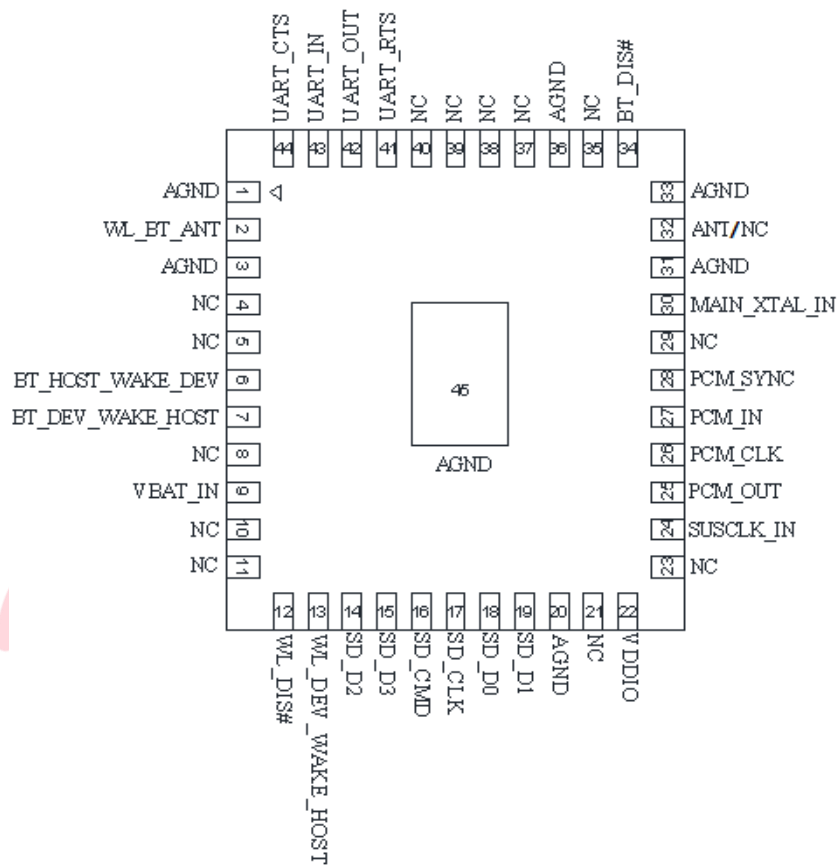 UART_CTS
UART_IN
UART_OUT
UART_RTS
NC
NC
NC
NC
AGND
NC
BT_DIS#
44
43
42
41
40
39
38
37
36
35
34
AGND 1
WL_BT_ANT 2
AGND 3
NC 4
NC 5
BT_HOST_WAKE_DEV 6
BT_DEV_WAKE_HOST 7
NC 8
VBAT_IN 9
NC 10
NC 11
45
AGND
33 AGND
32 ANT/NC
31 AGND
30 MAIN_XTAL_IN
29 NC
28 PCM_SYNC
27 PCM_IN
26 PCM_CLK
25 PCM_OUT
24 SUSCLK_IN
23 NC
12
13
14
15
16
17
18
19
20
21
22
WL_DIS#
WL_DEV_WAKE_HOST
SD_D2
SD_D3
SD_CMD
SD_CLK
SD_D0
SD_D1
AGND
NC
VDDIO